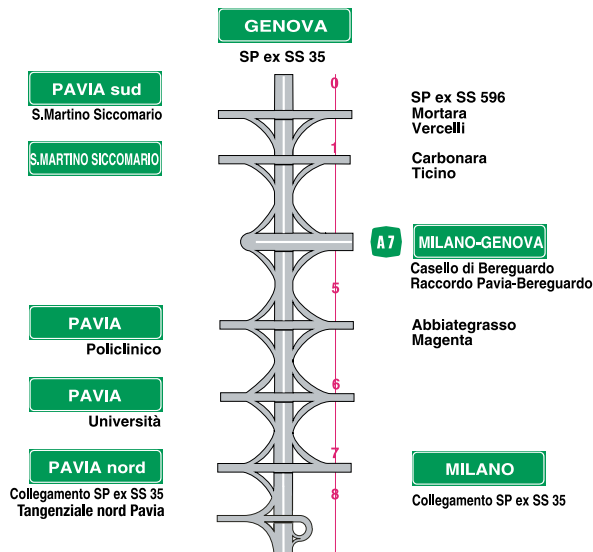 GENOVA
SP ex SS 35
0
PAVIA sud
S.Martino Siccomario
SP ex SS 596
Mortara
Vercelli
1
S.MARTINO SICCOMARIO
Carbonara
Ticino
A7
MILANO-GENOVA
Casello di Bereguardo
Raccordo Pavia-Bereguardo
5
PAVIA
Policlinico
Abbiategrasso
Magenta
6
PAVIA
Università
7
PAVIA nord
Collegamento SP ex SS 35
Tangenziale nord Pavia
MILANO
Collegamento SP ex SS 35
8